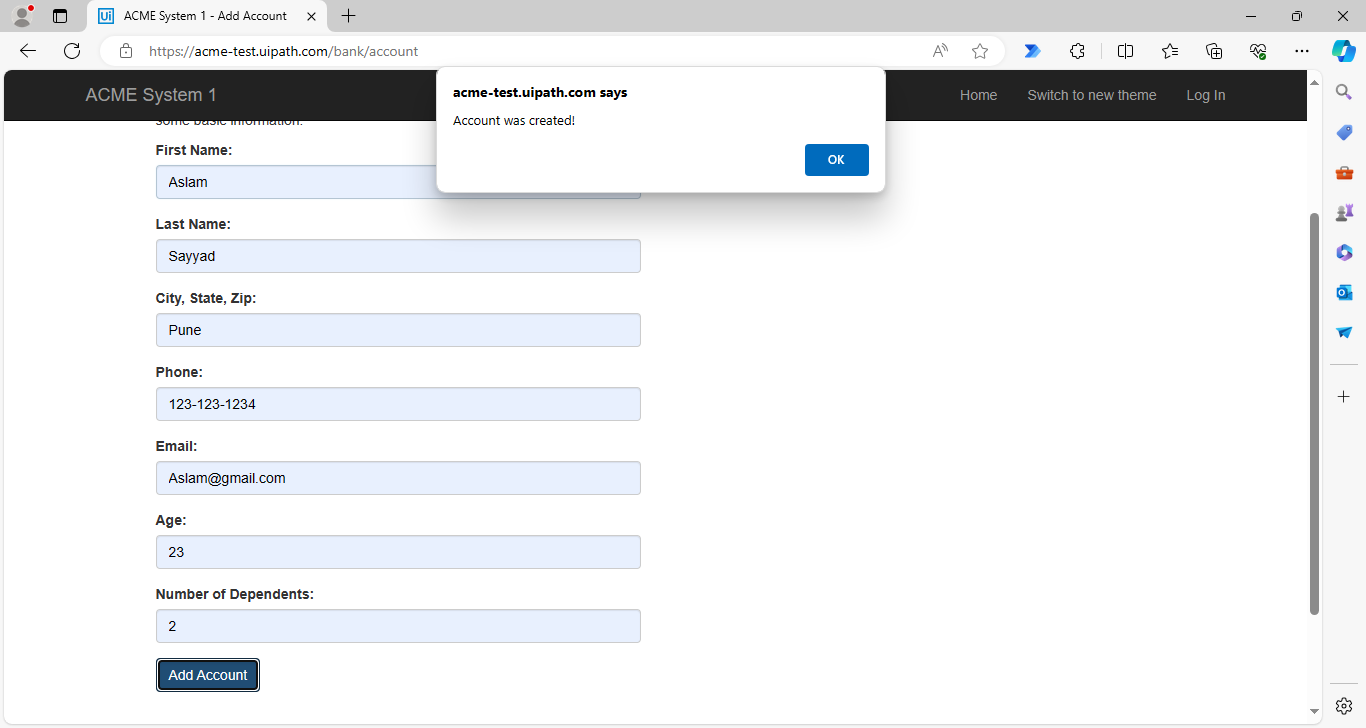 ACME System 1 - Add Account
https://acme-test.uipath.com/bank/account
ACME System 1
Home
Switch to new theme
Log In
acme-test.uipath.com says
Account was created!
OK
some basic information.
First Name:
Aslam
Last Name:
Sayyad
City, State, Zip:
Pune
Phone:
123-123-1234
Email:
Aslam@gmail.com
Age:
23
Number of Dependents:
2
Add Account